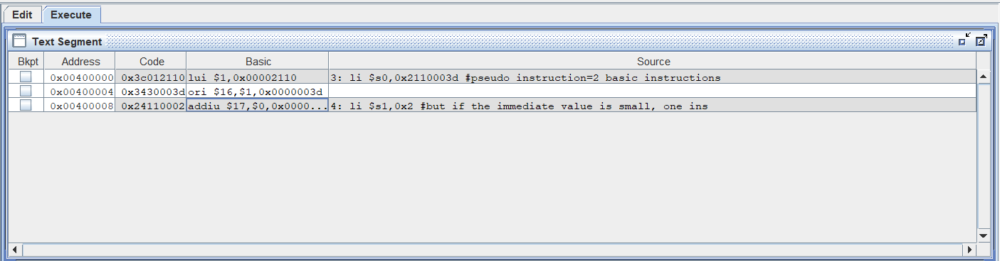 Edit Execute
Text Segment
Bkpt Address Code Basic Source
0x00400000 0x3c012110 lui $1,0x00002110 3: li $s0,0x2110003d #pseudo instruction=2 basic instructions
0x00400004 0x3430003d ori $16,$1,0x0000003d
0x00400008 0x24110002 addiu $17,$0,0x0000... 4: li $s1,0x2 #but if the immediate value is small, one ins